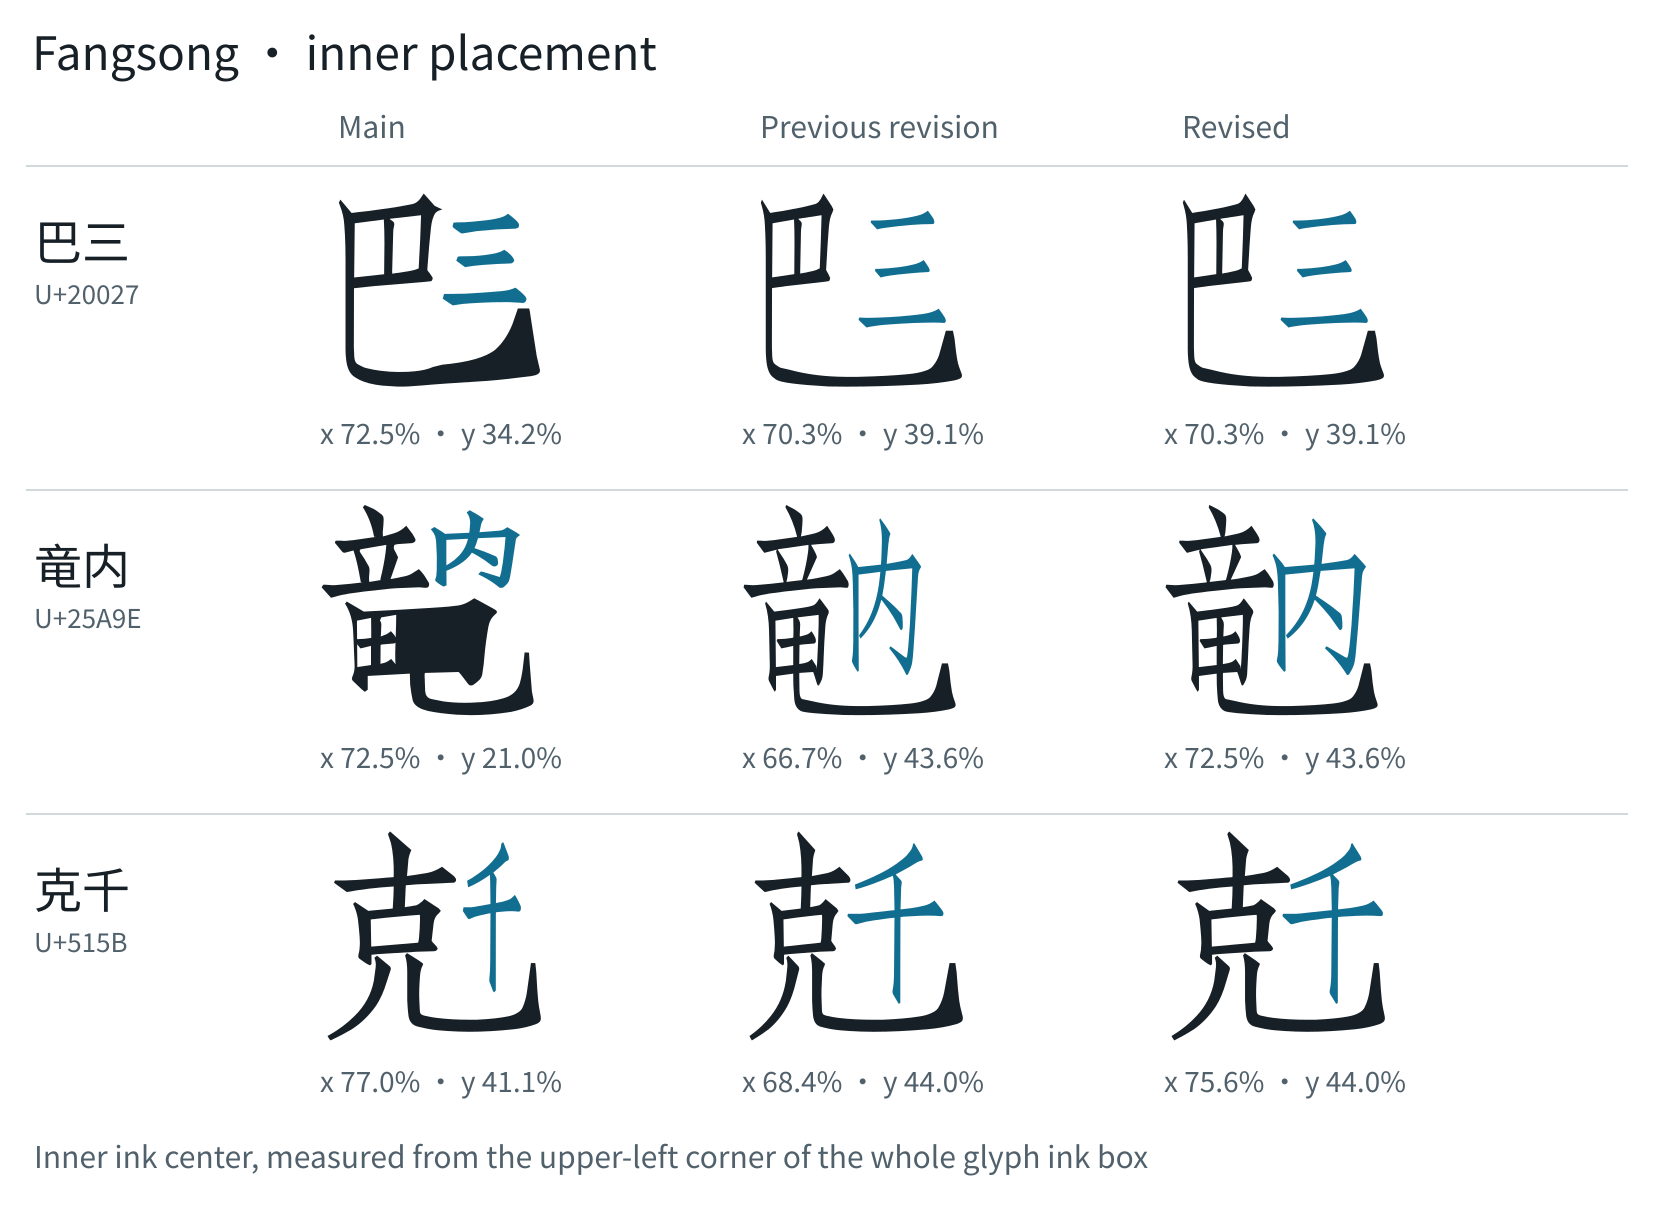 Fangsong・inner placement
Main Previous revision Revised
巴三
U+20027
x 72.5%・y 34.2% x 70.3%・y 39.1% x 70.3%・y 39.1%
竜内
U+25A9E
x 72.5%・y 21.0% x 66.7%・y 43.6% x 72.5%・y 43.6%
克千 兛 兛 兛
U+515B
x 77.0%・y 41.1% x 68.4%・y 44.0% x 75.6%・y 44.0%
Inner ink center, measured from the upper-left corner of the whole glyph ink box